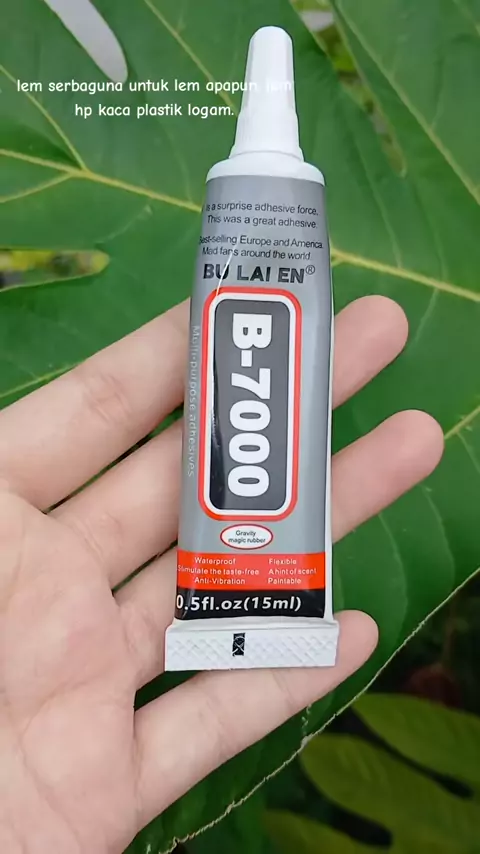 lem serbaguna untuk lem apapun. lem
hp kaca plastik logam.
is a surprise adhesive force,
This was a great adhesive
Best-selling Europe and America
Mad fans around the world
BU LAI EN®
B-7000
Multi-purpose adhesives
Gravity
magic rubber
Waterproof Flexible
Stimulate the taste-free A hint of scent
Anti-Vibration Paintable
0.5fl.oz(15ml)